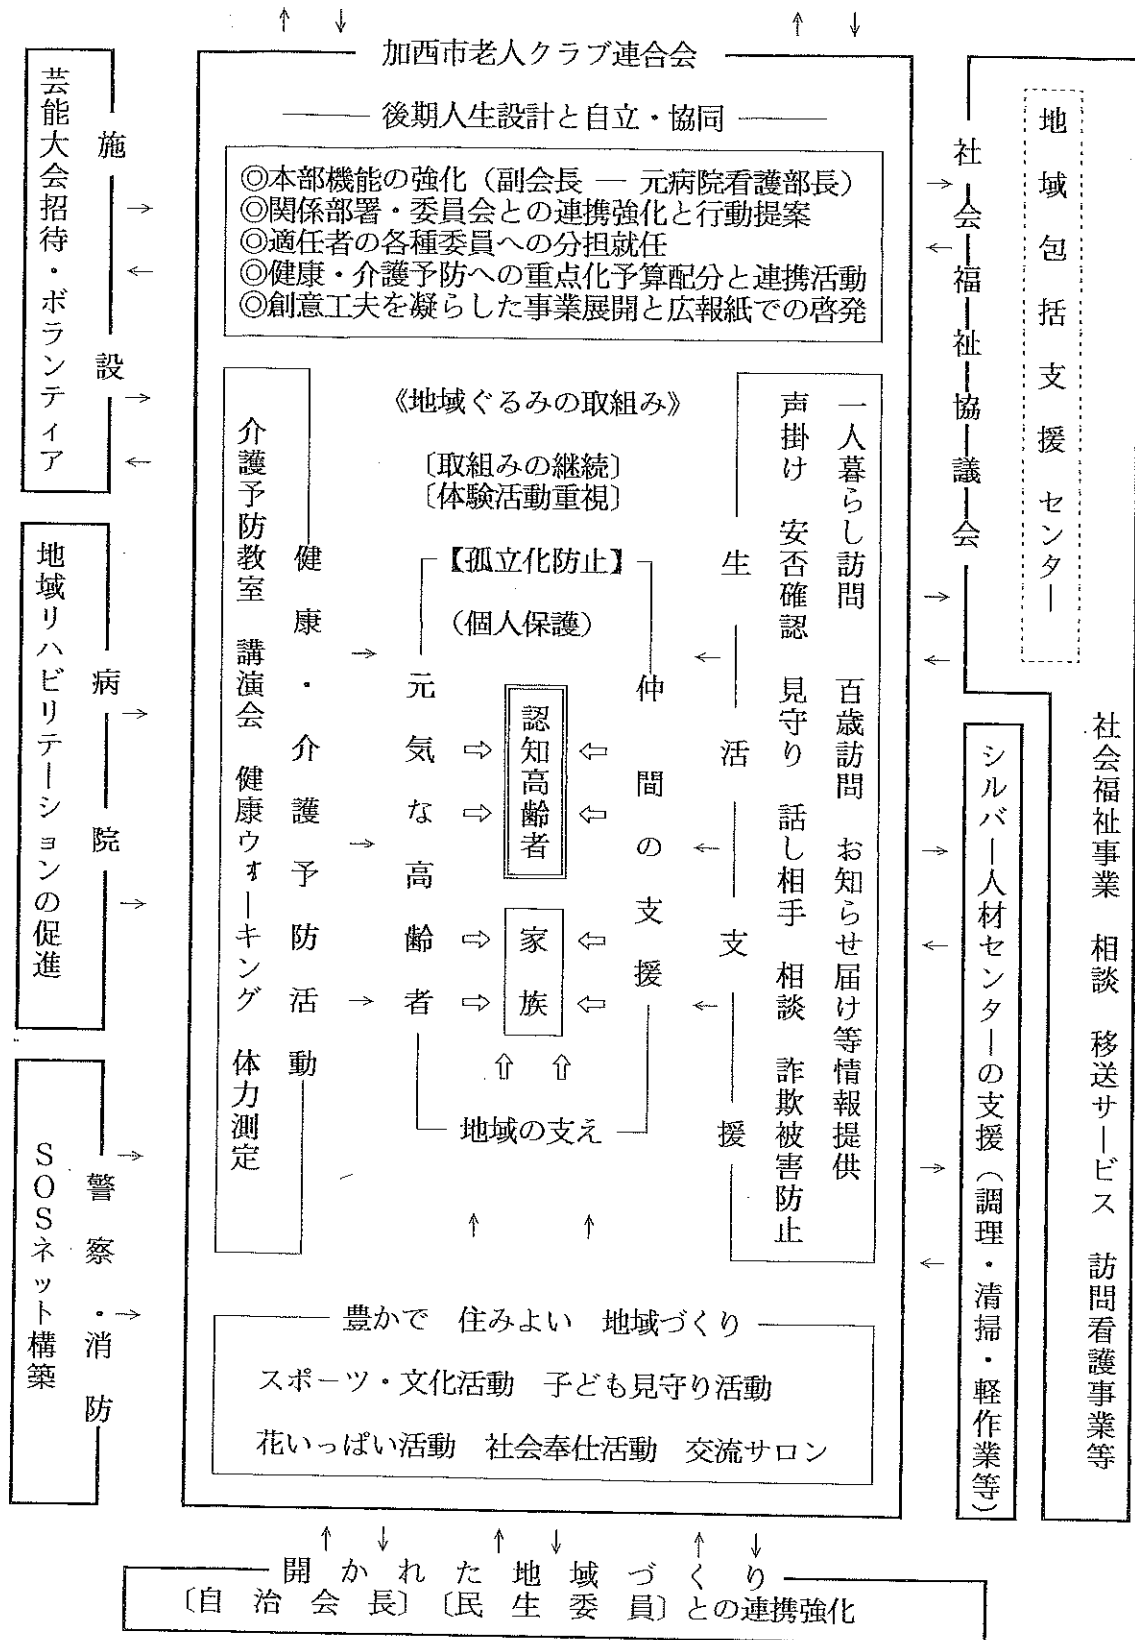 加西市老人クラブ連合会
後期人生設計と自立・協同
◎本部機能の強化（副会長 ― 元病院看護部長）
◎関係部署・委員会との連携強化と行動提案
◎適任者の各種委員への分担就任
◎健康・介護予防への重点化予算配分と連携活動
◎創意工夫を凝らした事業展開と広報紙での啓発
施設
芸能大会招待・ボランティア
病院
地域リハビリテーションの促進
警察・消防
SOSネット構築
《地域ぐるみの取組み》
〔取組みの継続〕
〔体験活動重視〕
【孤立化防止】
（個人保護）
健康・介護予防活動
介護予防教室 講演会 健康ウォーキング 体力測定
元気な高齢者
認知高齢者
家族
仲間の支援
地域の支え
生活支援
一人暮らし訪問 百歳訪問 お知らせ届け等情報提供
声掛け 安否確認 見守り 話し相手 相談 詐欺被害防止
豊かで 住みよい 地域づくり
スポーツ・文化活動 子ども見守り活動
花いっぱい活動 社会奉仕活動 交流サロン
社会福祉協議会
地域包括支援センター
社会福祉事業 相談 移送サービス 訪問看護事業等
シルバー人材センターの支援（調理・清掃・軽作業等）
開かれた地域づくり
〔自治会長〕〔民生委員〕との連携強化